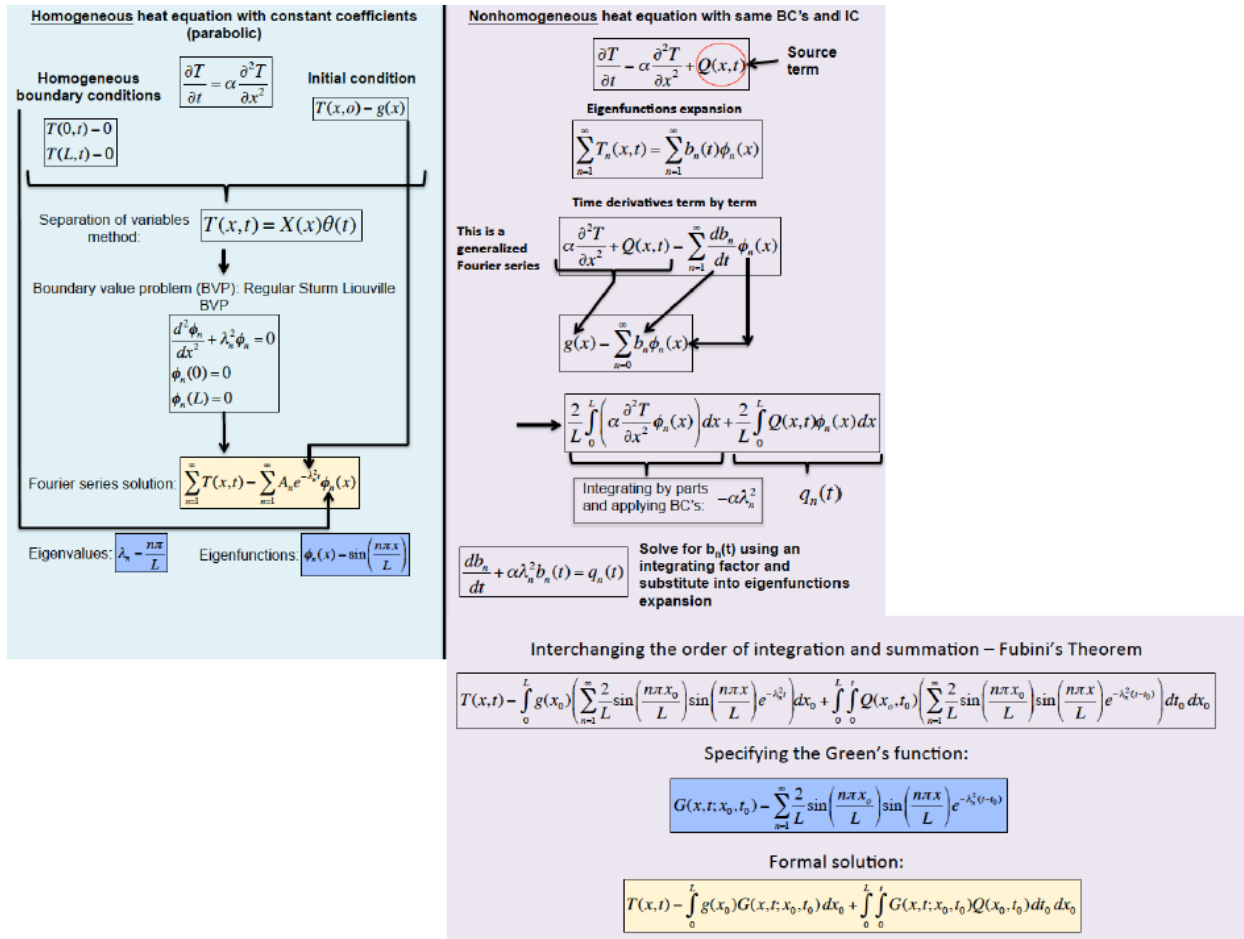 Homogeneous heat equation with constant coefficients
(parabolic)
Homogeneous
boundary conditions
∂T/∂t = α ∂²T/∂x²
Initial condition
T(x,o) − g(x)
T(0,t) − 0
T(L,t) − 0
Separation of variables
method:
T(x,t) = X(x)θ(t)
Boundary value problem (BVP): Regular Sturm Liouville
BVP
d²ϕₙ/dx² + λₙ²ϕₙ = 0
ϕₙ(0) = 0
ϕₙ(L) = 0
Fourier series solution:
∑_{n=1}^{∞} T(x,t) − ∑_{n=1}^{∞} Aₙ e^{−λₙ²t} ϕₙ(x)
Eigenvalues: λₙ − nπ/L
Eigenfunctions: ϕₙ(x) − sin(nπx/L)
Nonhomogeneous heat equation with same BC's and IC
∂T/∂t − α ∂²T/∂x² + Q(x,t)
Source
term
Eigenfunctions expansion
∑_{n=1}^{∞} Tₙ(x,t) = ∑_{n=1}^{∞} bₙ(t)ϕₙ(x)
Time derivatives term by term
This is a
generalized
Fourier series
α ∂²T/∂x² + Q(x,t) − ∑_{n=1}^{∞} dbₙ/dt ϕₙ(x)
g(x) − ∑_{n=0}^{∞} bₙϕₙ(x)
2/L ∫_0^L (α ∂²T/∂x² ϕₙ(x)) dx + 2/L ∫_0^L Q(x,t)ϕₙ(x) dx
Integrating by parts
and applying BC's: −αλₙ²
qₙ(t)
dbₙ/dt + αλₙ²bₙ(t) = qₙ(t)
Solve for bₙ(t) using an
integrating factor and
substitute into eigenfunctions
expansion
Interchanging the order of integration and summation – Fubini's Theorem
T(x,t) − ∫_0^L g(x₀)(∑_{n=1}^{∞} 2/L sin(nπx₀/L) sin(nπx/L) e^{−λₙ²t}) dx₀ + ∫_0^L ∫_0^t Q(x₀,t₀)(∑_{n=1}^{∞} 2/L sin(nπx₀/L) sin(nπx/L) e^{−λₙ²(t−t₀)}) dt₀ dx₀
Specifying the Green's function:
G(x,t;x₀,t₀) − ∑_{n=1}^{∞} 2/L sin(nπx₀/L) sin(nπx/L) e^{−λₙ²(t−t₀)}
Formal solution:
T(x,t) − ∫_0^L g(x₀)G(x,t;x₀,t₀) dx₀ + ∫_0^L ∫_0^t G(x,t;x₀,t₀)Q(x₀,t₀) dt₀ dx₀